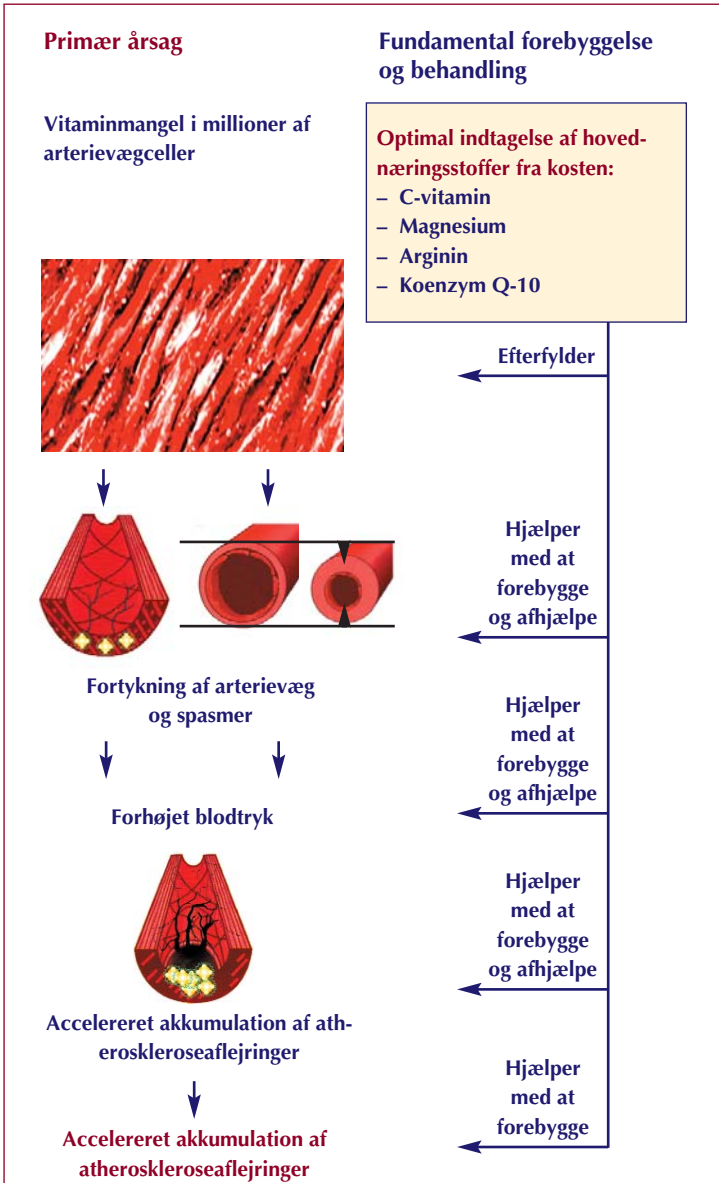 Primær årsag
Fundamental forebyggelse
og behandling
Vitaminmangel i millioner af
arterievægceller
Optimal indtagelse af hoved-
næringsstoffer fra kosten:
– C-vitamin
– Magnesium
– Arginin
– Koenzym Q-10
Efterfylder
Hjælper
med at
forebygge
og afhjælpe
Fortykning af arterievæg
og spasmer
Hjælper
med at
forebygge
og afhjælpe
Forhøjet blodtryk
Hjælper
med at
forebygge
og afhjælpe
Accelereret akkumulation af ath-
eroskleroseaflejringer
Hjælper
med at
forebygge
Accelereret akkumulation af
atheroskleroseaflejringer